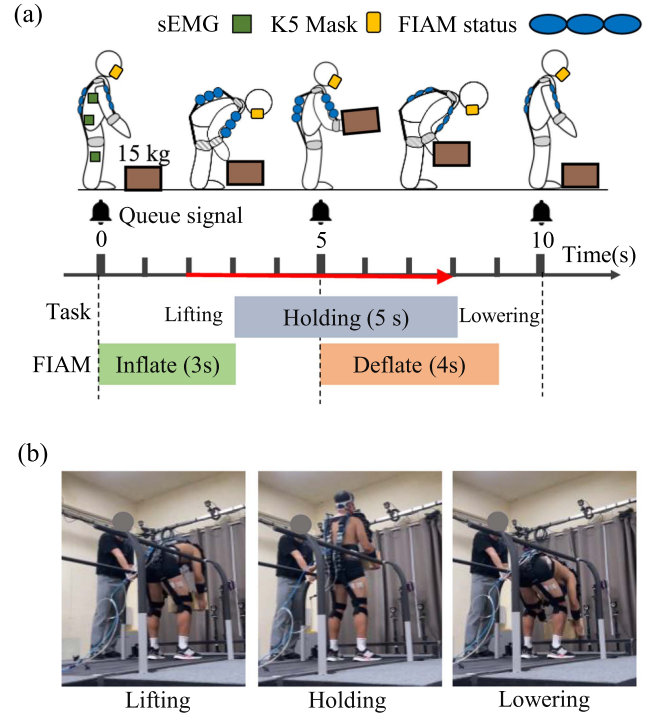 (a)
sEMG K5 Mask FIAM status
15 kg
Queue signal
0 5 10 Time(s)
Task Lifting Holding (5 s) Lowering
FIAM Inflate (3s) Deflate (4s)
(b)
Lifting Holding Lowering